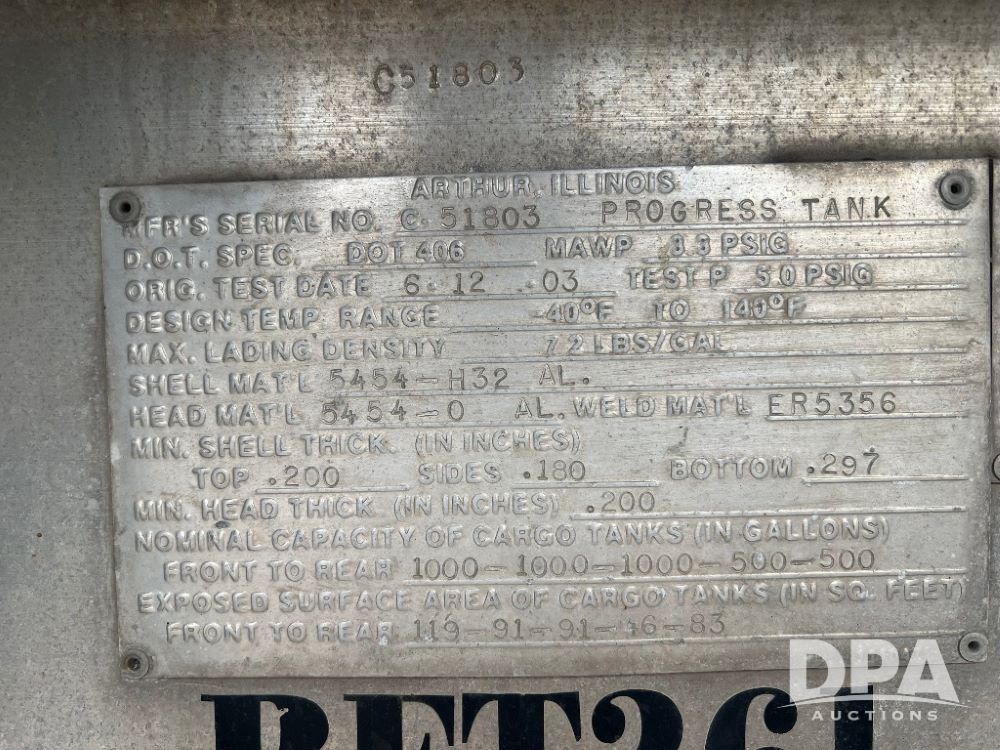 C51803
ARTHUR, ILLINOIS
MFR'S SERIAL NO. C-51803 PROGRESS TANK
D.O.T. SPEC. DOT 406 MAWP 3.3 PSIG
ORIG. TEST DATE 6-12-03 TEST P 5.0 PSIG
DESIGN TEMP. RANGE -40°F TO 140°F
MAX. LADING DENSITY 7.2 LBS/GAL
SHELL MAT'L 5454-H32 AL.
HEAD MAT'L 5454-O AL. WELD MAT'L ER5356
MIN. SHELL THICK. (IN INCHES)
TOP .200 SIDES .180 BOTTOM .297
MIN. HEAD THICK. (IN INCHES) .200
NOMINAL CAPACITY OF CARGO TANKS (IN GALLONS)
FRONT TO REAR 1000-1000-1000-500-500
EXPOSED SURFACE AREA OF CARGO TANKS (IN SQ. FEET)
FRONT TO REAR 119-91-91-46-83
DPA
AUCTIONS